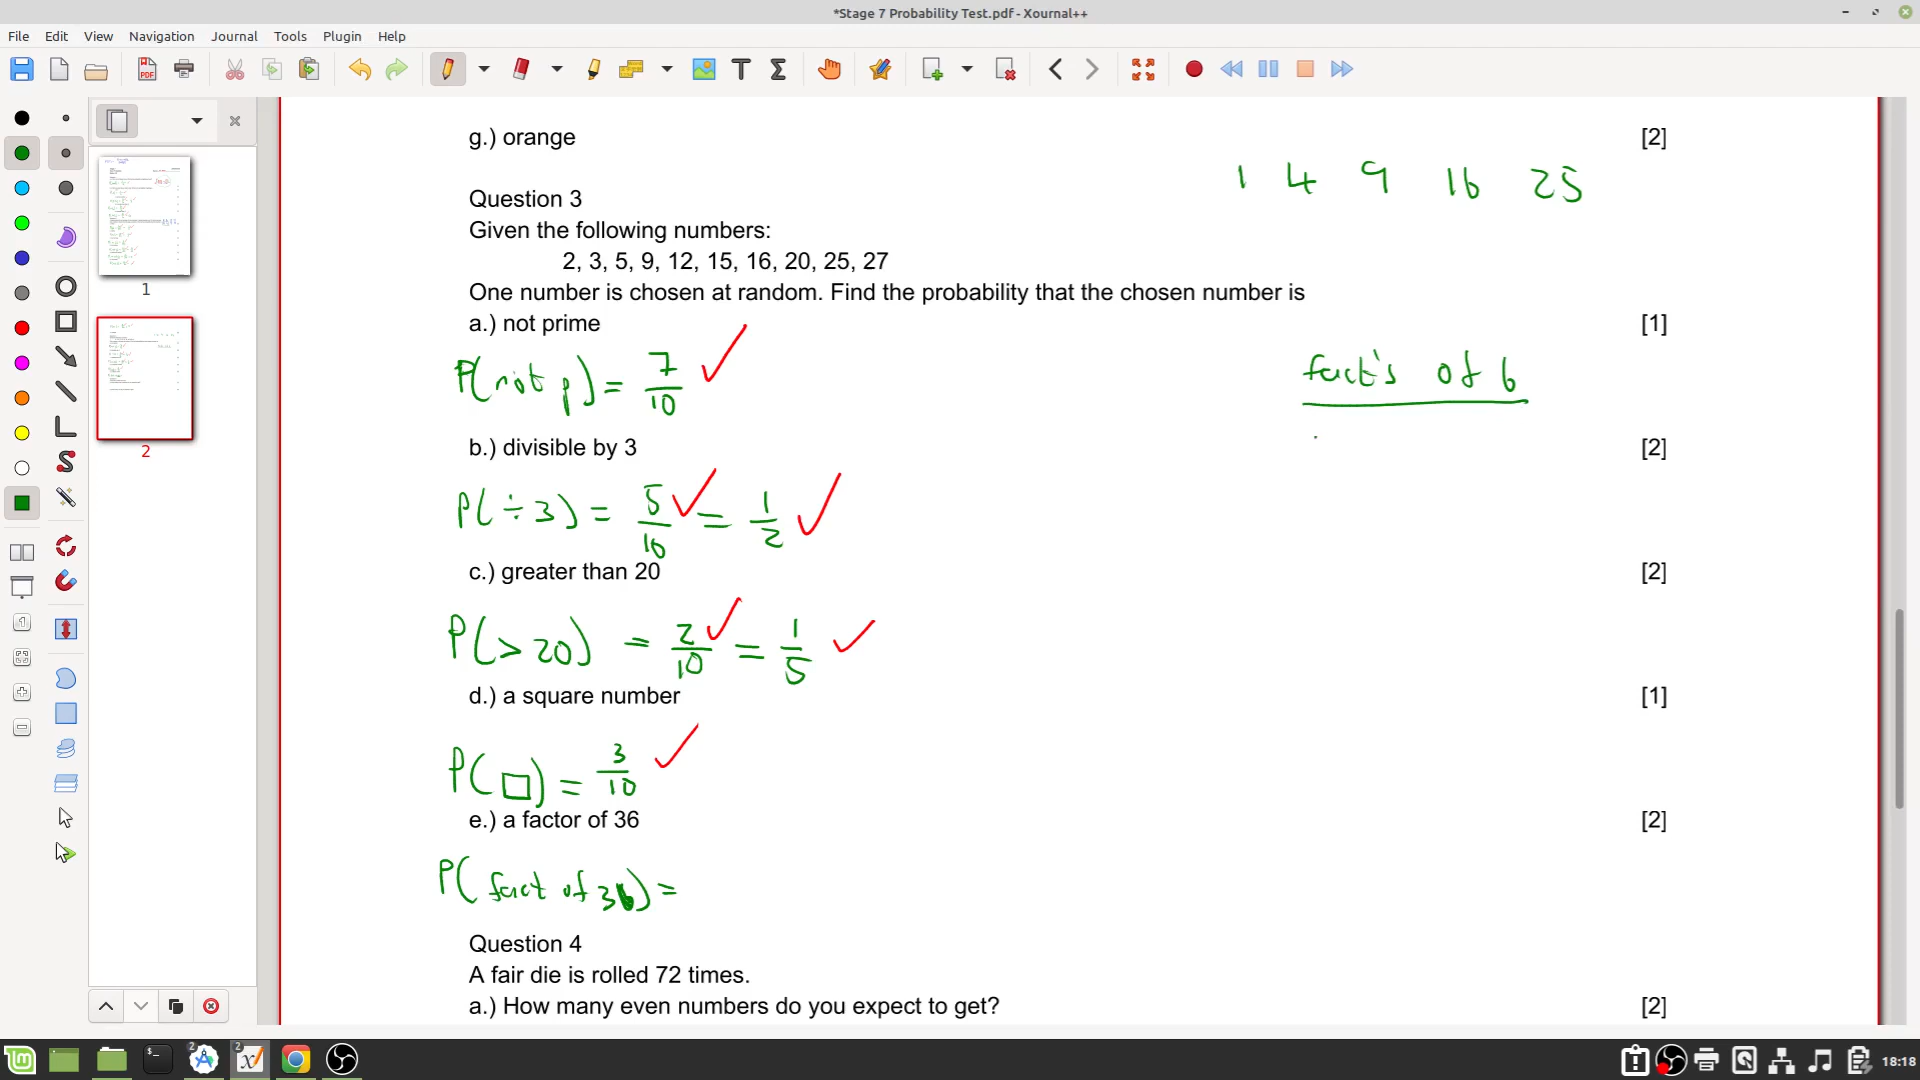 *Stage 7 Probability Test.pdf - Xournal++
File Edit View Navigation Journal Tools Plugin Help
g.) orange [2]
1 4 9 16 25
Question 3
Given the following numbers:
2, 3, 5, 9, 12, 15, 16, 20, 25, 27
One number is chosen at random. Find the probability that the chosen number is
a.) not prime [1]
P(not p) = 7/10
fact's of 6
b.) divisible by 3 [2]
P(÷3) = 5/10 = 1/2
c.) greater than 20 [2]
P(>20) = 2/10 = 1/5
d.) a square number [1]
P(□) = 3/10
e.) a factor of 36 [2]
P(fact of 36) =
Question 4
A fair die is rolled 72 times.
a.) How many even numbers do you expect to get? [2]
1
2
18:18